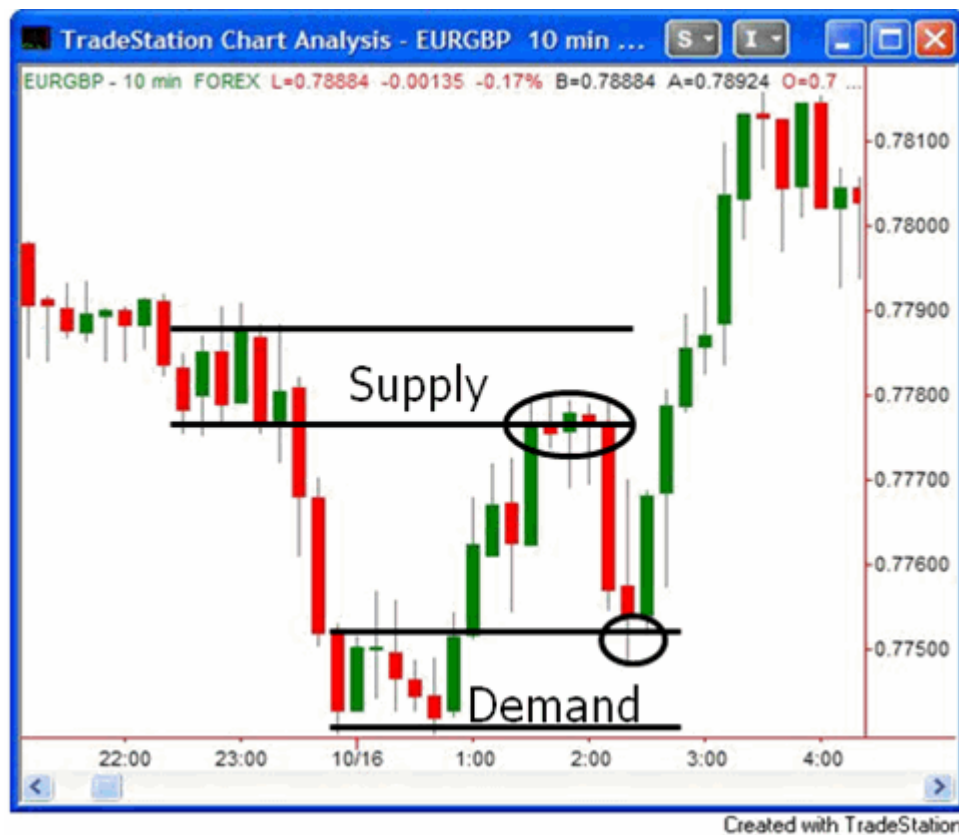 TradeStation Chart Analysis - EURGBP 10 min ...
S
I
EURGBP - 10 min FOREX L=0.78884 -0.00135 -0.17% B=0.78884 A=0.78924 O=0.7 ...
0.78100
0.78000
0.77900
Supply
0.77800
0.77700
0.77600
0.77500
Demand
22:00 23:00 10/16 1:00 2:00 3:00 4:00
Created with TradeStation